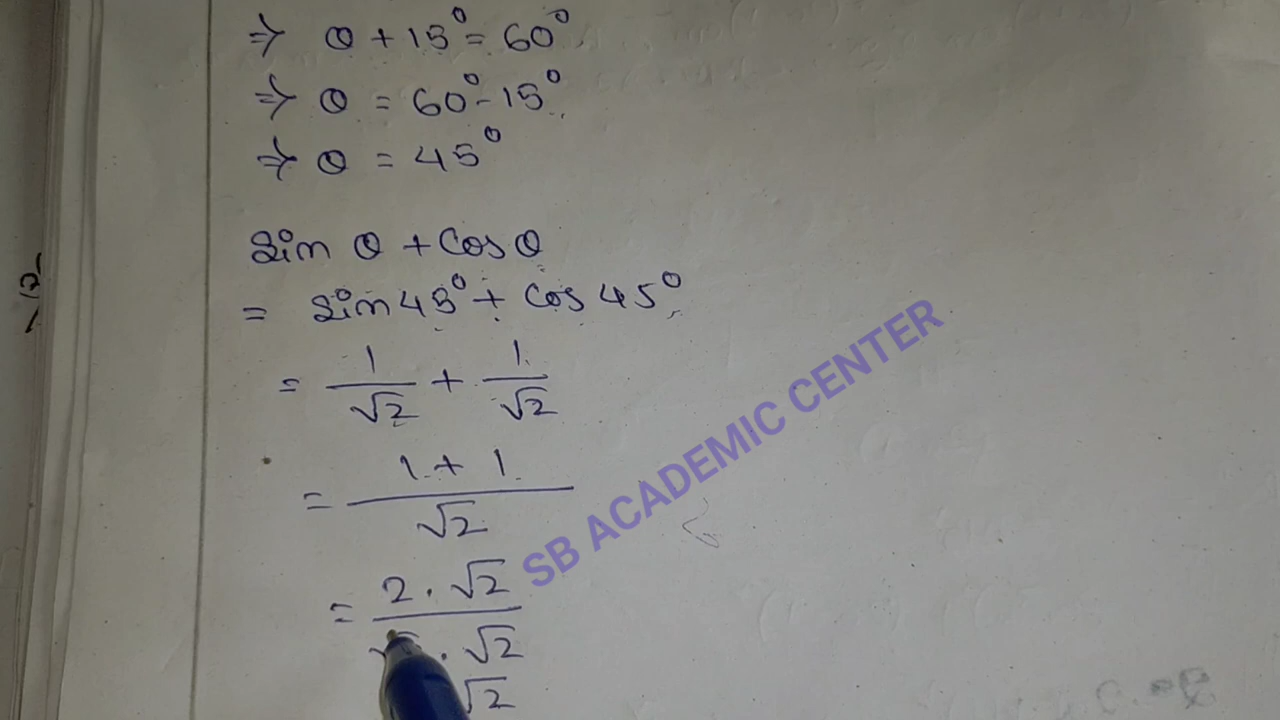 ⇒ θ + 15° = 60°
⇒ θ = 60° - 15°
⇒ θ = 45°
Sin θ + Cos θ
= Sin 45° + Cos 45°
= 1/√2 + 1/√2
= 1 + 1 / √2
= 2 · √2 / · √2
√2
SB ACADEMIC CENTER